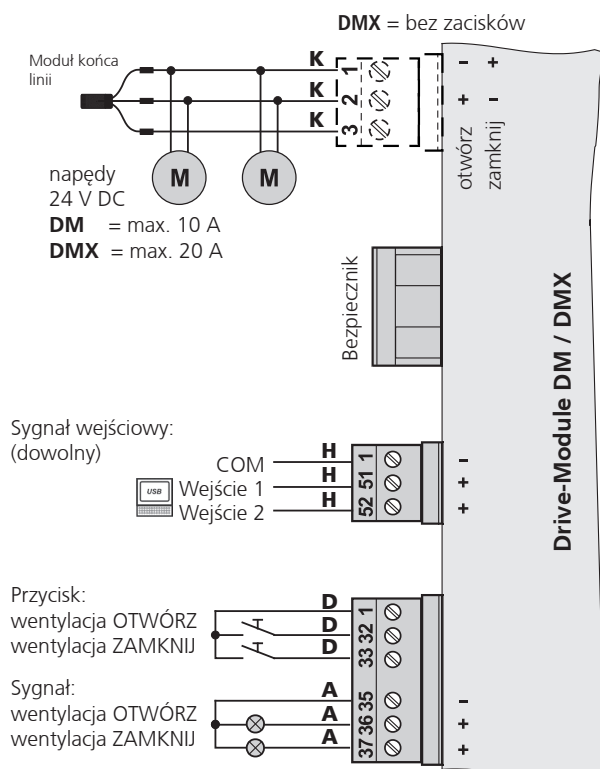 DMX = bez zacisków
Moduł końca
linii
K
K
K
1
2
3
- +
+ -
otwórz
zamknij
M
M
napędy
24 V DC
DM = max. 10 A
DMX = max. 20 A
Bezpiecznik
Drive-Module DM / DMX
Sygnał wejściowy:
(dowolny)
COM H 1 -
USB Wejście 1 H 51 +
Wejście 2 H 52 +
Przycisk:
wentylacja OTWÓRZ
wentylacja ZAMKNIJ
D 1
D 32
D 33
Sygnał:
wentylacja OTWÓRZ
wentylacja ZAMKNIJ
A 35 -
A 36 +
A 37 +